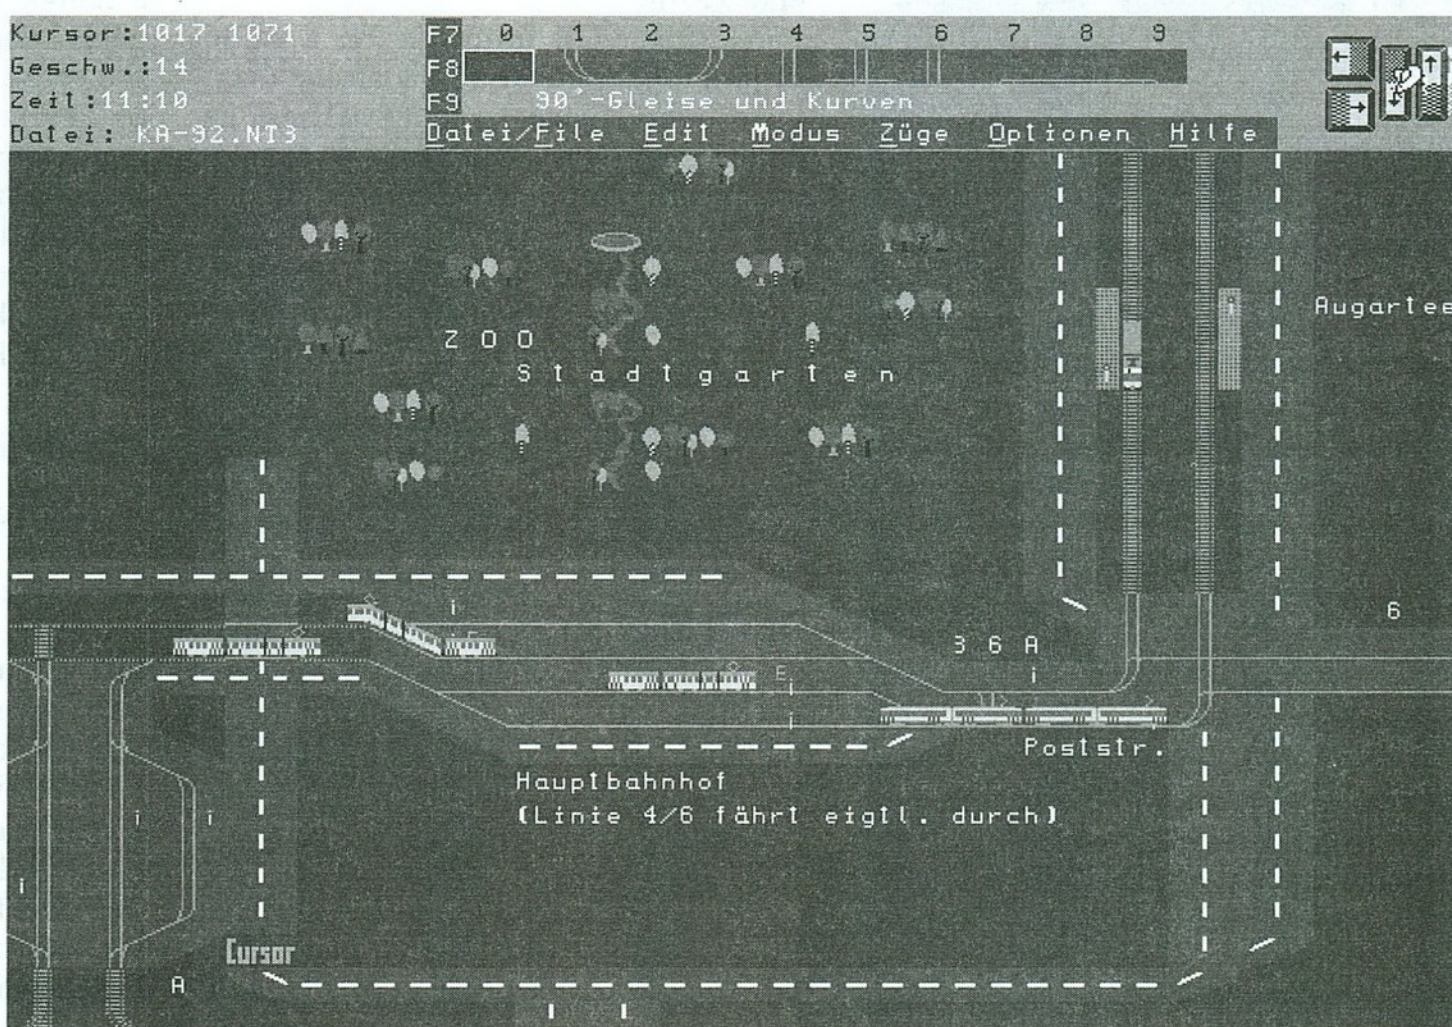 Kursor:1017 1071
Geschw.:14
Zeit:11:10
Datei: KA-92.NT3
F7 0 1 2 3 4 5 6 7 8 9
F8
F9 90°-Gleise und Kurven
Datei/File Edit Modus Züge Optionen Hilfe
Augartee
i
ZOO
i
Stadtgarten
i
6
36A
E
i
i
i
Poststr.
Hauptbahnhof
(Linie 4/6 fährt eigtl. durch)
i i
i
Cursor
A